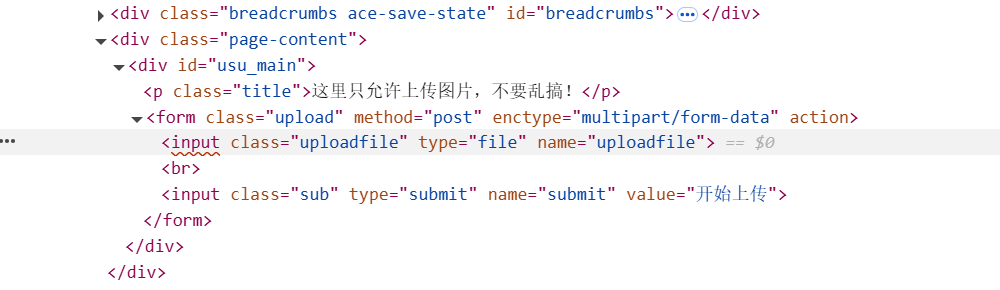 ▶<div class="breadcrumbs ace-save-state" id="breadcrumbs">⋯</div>
▼<div class="page-content">
▼<div id="usu_main">
<p class="title">这里只允许上传图片，不要乱搞！</p>
▼<form class="upload" method="post" enctype="multipart/form-data" action>
⋯ <input class="uploadfile" type="file" name="uploadfile"> == $0
<br>
<input class="sub" type="submit" name="submit" value="开始上传">
</form>
</div>
</div>